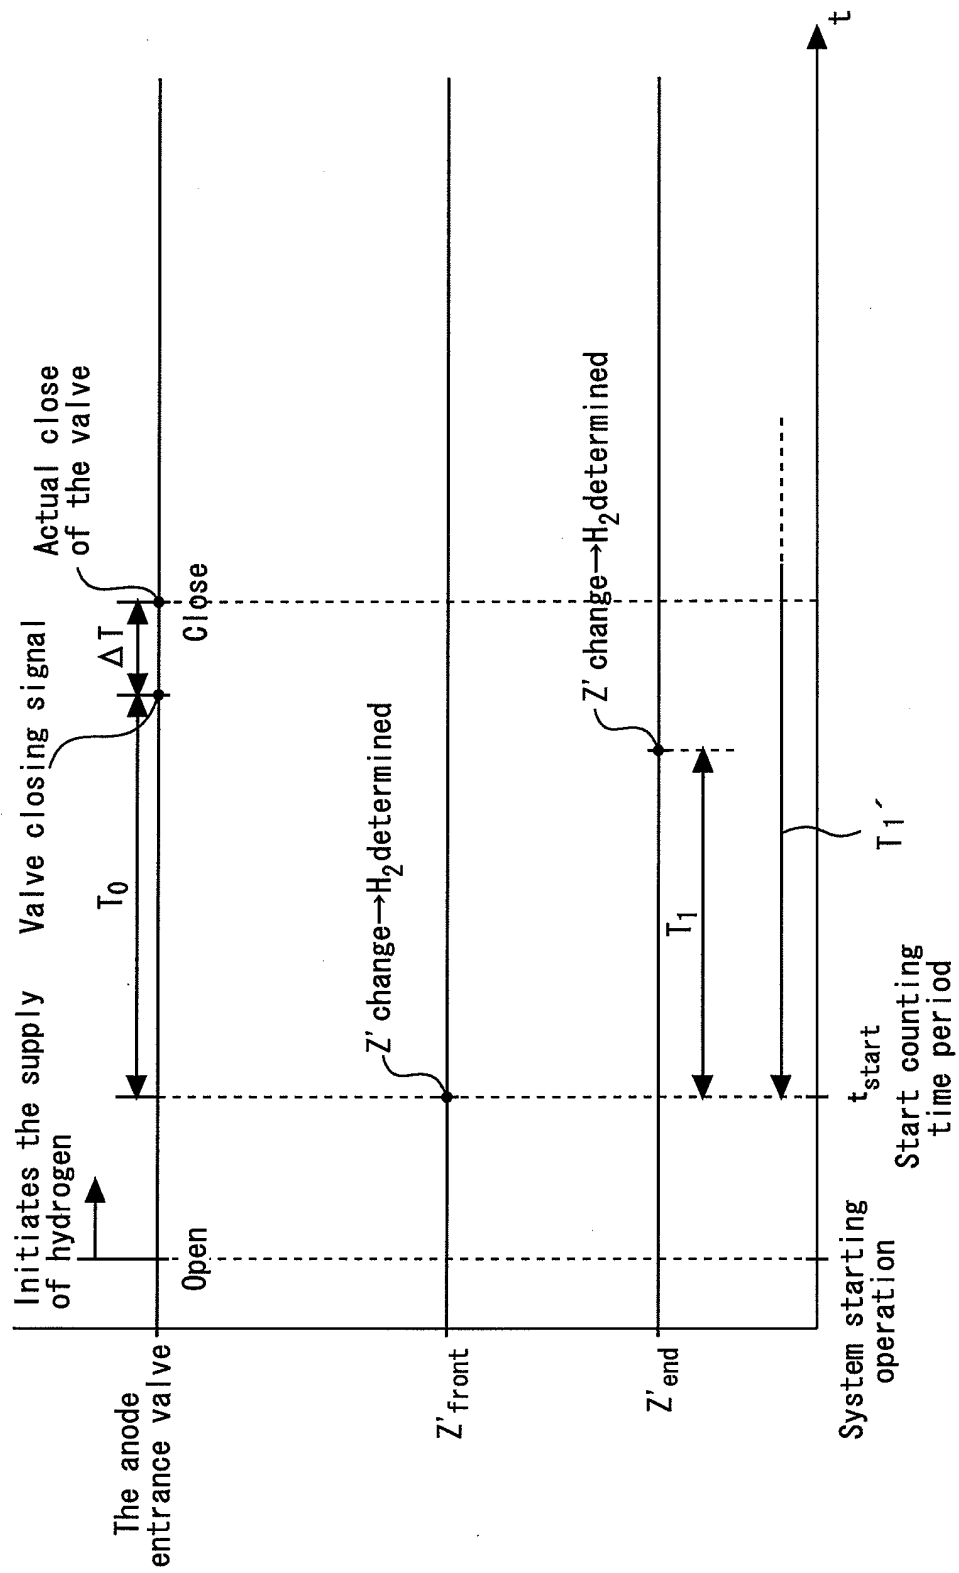 Initiates the supply
of hydrogen
Valve closing signal
Actual close
of the valve
T0
ΔT
The anode
entrance valve
Open
Close
Z' change→H2determined
Z'front
Z' change→H2determined
Z'end
T1
T1′
t
System starting
operation
tstart
Start counting
time period